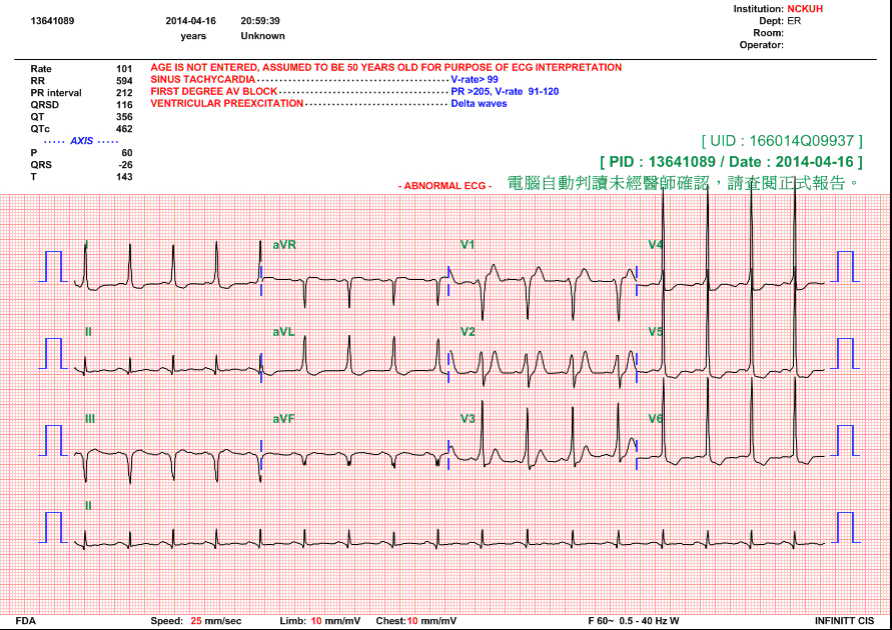 Institution: NCKUH
13641089 2014-04-16 20:59:39 Dept: ER
Room:
years Unknown Operator:
Rate 101 AGE IS NOT ENTERED, ASSUMED TO BE 50 YEARS OLD FOR PURPOSE OF ECG INTERPRETATION
RR 594 SINUS TACHYCARDIA V-rate> 99
PR interval 212 FIRST DEGREE AV BLOCK PR >205, V-rate 91-120
QRSD 116 VENTRICULAR PREEXCITATION Delta waves
QT 356
QTc 462
AXIS
P 60
QRS -26
T 143
[ UID : 166014Q09937 ]
[ PID : 13641089 / Date : 2014-04-16 ]
- ABNORMAL ECG - 電腦自動判讀未經醫師確認，請查閱正式報告。
I aVR V1 V4
II aVL V2 V5
III aVF V3 V6
II
FDA Speed: 25 mm/sec Limb: 10 mm/mV Chest:10 mm/mV F 60~ 0.5 - 40 Hz W INFINITT CIS